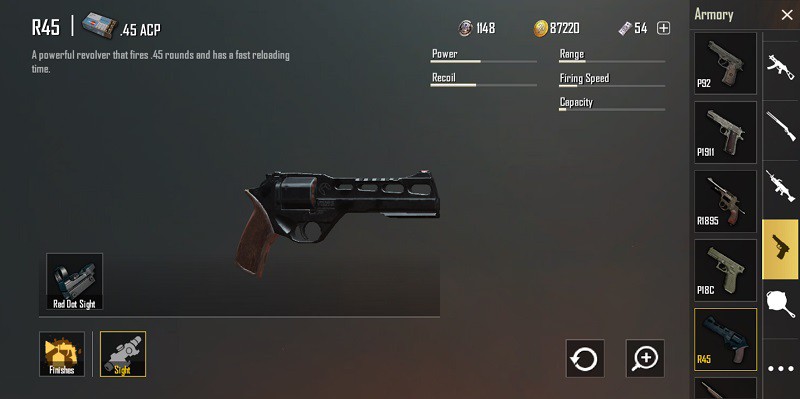 R45 | .45 ACP
1148
87220
54
Armory
A powerful revolver that fires .45 rounds and has a fast reloading
time.
Power
Range
Recoil
Firing Speed
Capacity
P92
P1911
R1895
P18C
R45
Red Dot Sight
Finishes
Sight